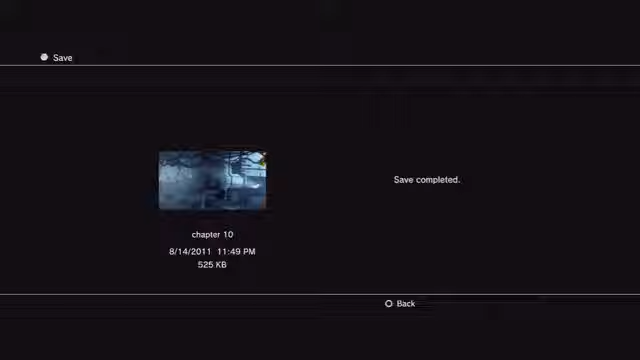 Save
Save completed.
chapter 10
8/14/2011 11:49 PM
525 KB
Back